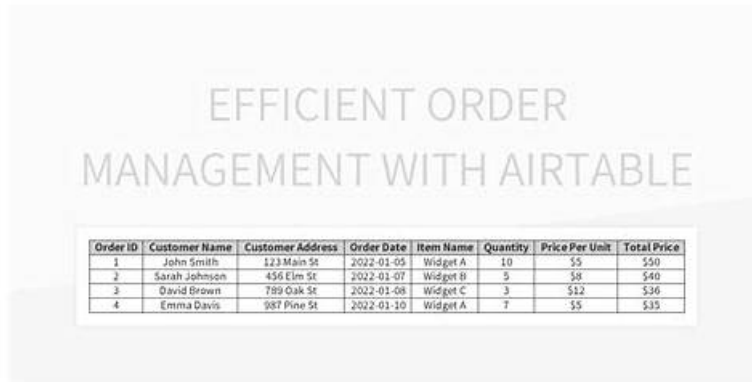 EFFICIENT ORDER
MANAGEMENT WITH AIRTABLE
Order ID Customer Name Customer Address Order Date Item Name Quantity Price Per Unit Total Price
1 John Smith 123 Main St 2022-01-05 Widget A 10 $5 $50
2 Sarah Johnson 456 Elm St 2022-01-07 Widget B 5 $8 $40
3 David Brown 789 Oak St 2022-01-08 Widget C 3 $12 $36
4 Emma Davis 987 Pine St 2022-01-10 Widget A 7 $5 $35